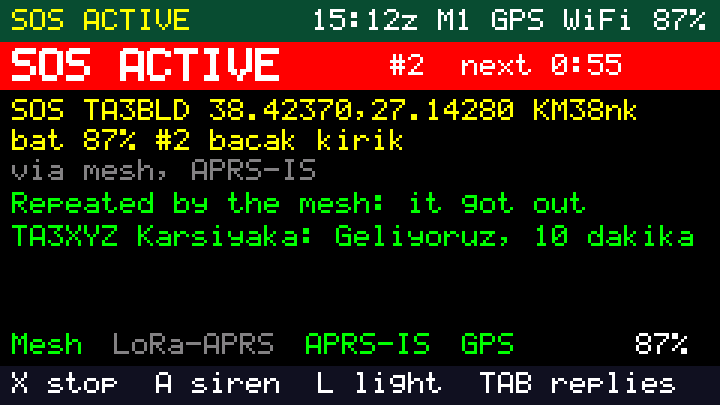 SOS ACTIVE 15:12z M1 GPS WiFi 87%
SOS ACTIVE #2 next 0:55
SOS TA3BLD 38.42370,27.14280 KM38nk
bat 87% #2 bacak kirik
via mesh, APRS-IS
Repeated by the mesh: it got out
TA3XYZ Karsiyaka: Geliyoruz, 10 dakika
Mesh LoRa-APRS APRS-IS GPS 87%
X stop A siren L light TAB replies